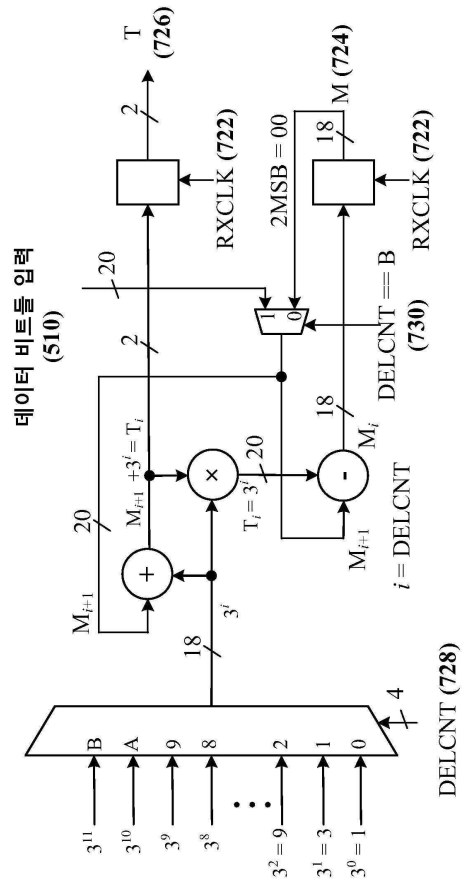 데이터 비트들 입력
(510)
T
(726)
20
2
2
RXCLK (722)
20
M_{i+1}
M_{i+1} + 3^i = T_i
+
×
T_i = 3^i
20
1
0
2MSB = 00
18
M (724)
RXCLK (722)
DELCNT == B
(730)
18
M_i
-
M_{i+1}
i = DELCNT
18
3^i
3^{11} B
3^{10} A
3^9 9
3^8 8
• • •
3^2 = 9 2
3^1 = 3 1
3^0 = 1 0
4
DELCNT (728)